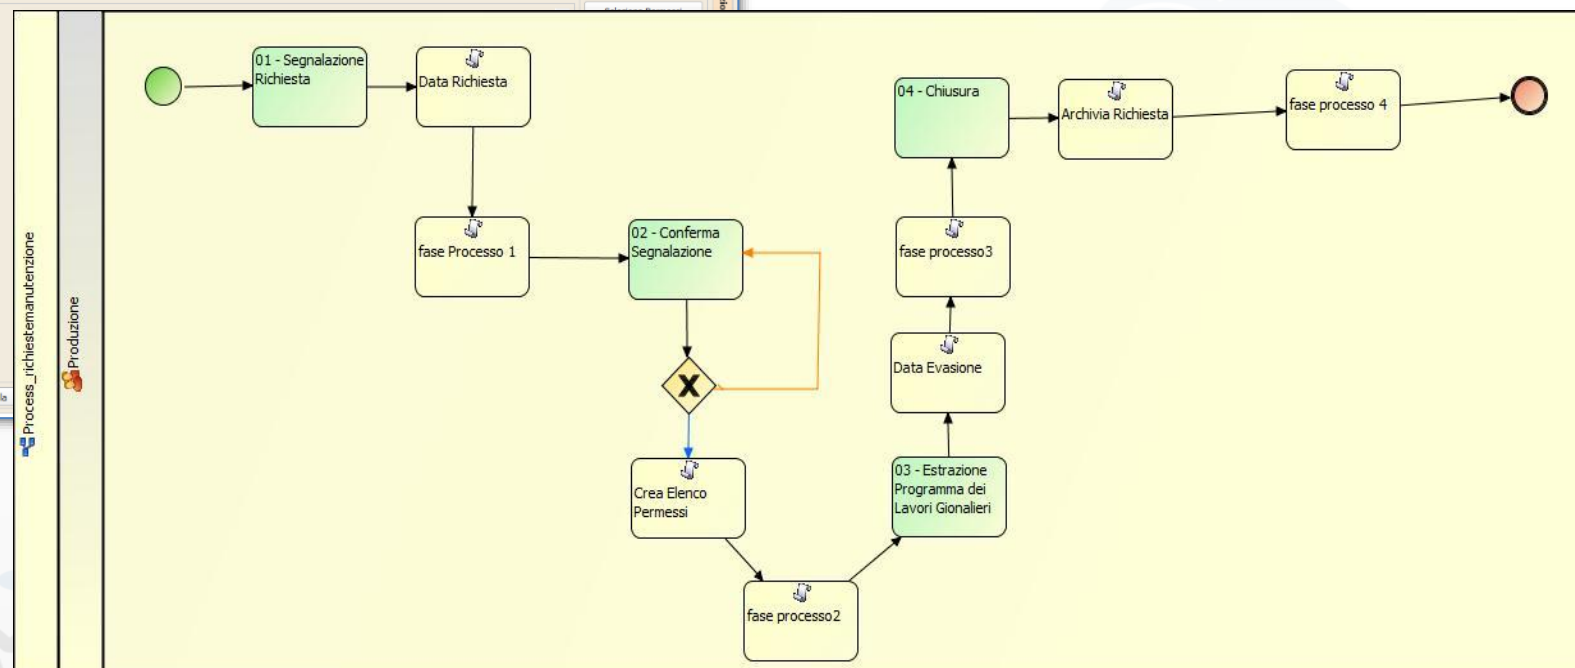 Process_richiestemanutenzione
Produzione
01 - Segnalazione
Richiesta
Data Richiesta
fase Processo 1
02 - Conferma
Segnalazione
X
Crea Elenco
Permessi
fase processo2
03 - Estrazione
Programma dei
Lavori Gionalieri
Data Evasione
fase processo3
04 - Chiusura
Archivia Richiesta
fase processo 4